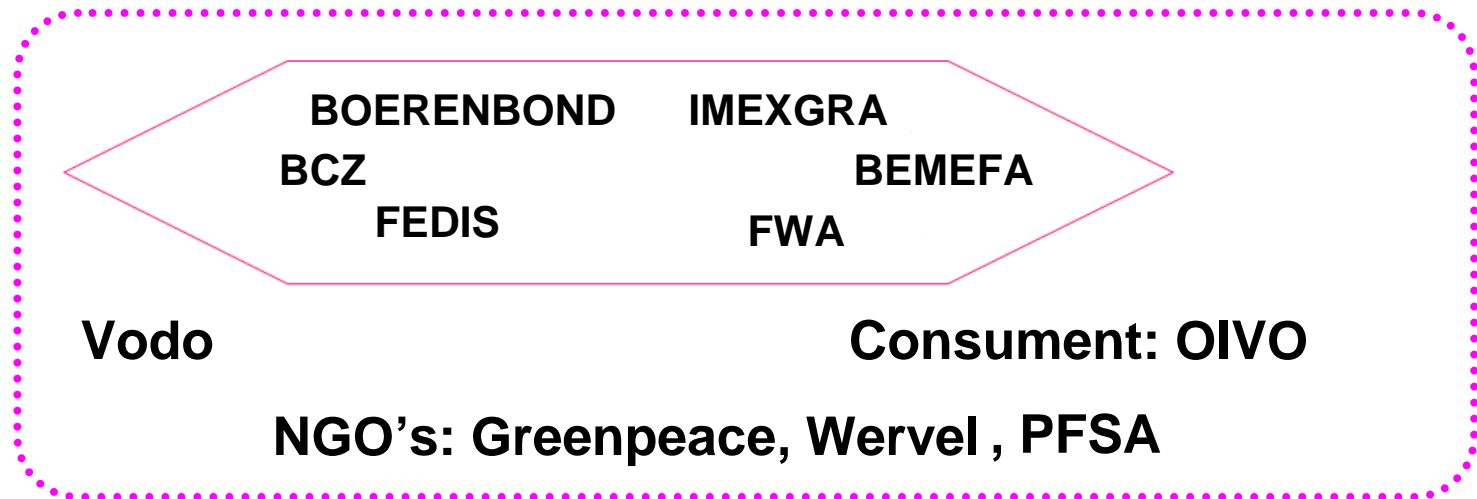 BOERENBOND IMEXGRA
BCZ BEMEFA
FEDIS FWA
Vodo Consument: OIVO
NGO’s: Greenpeace, Wervel , PFSA